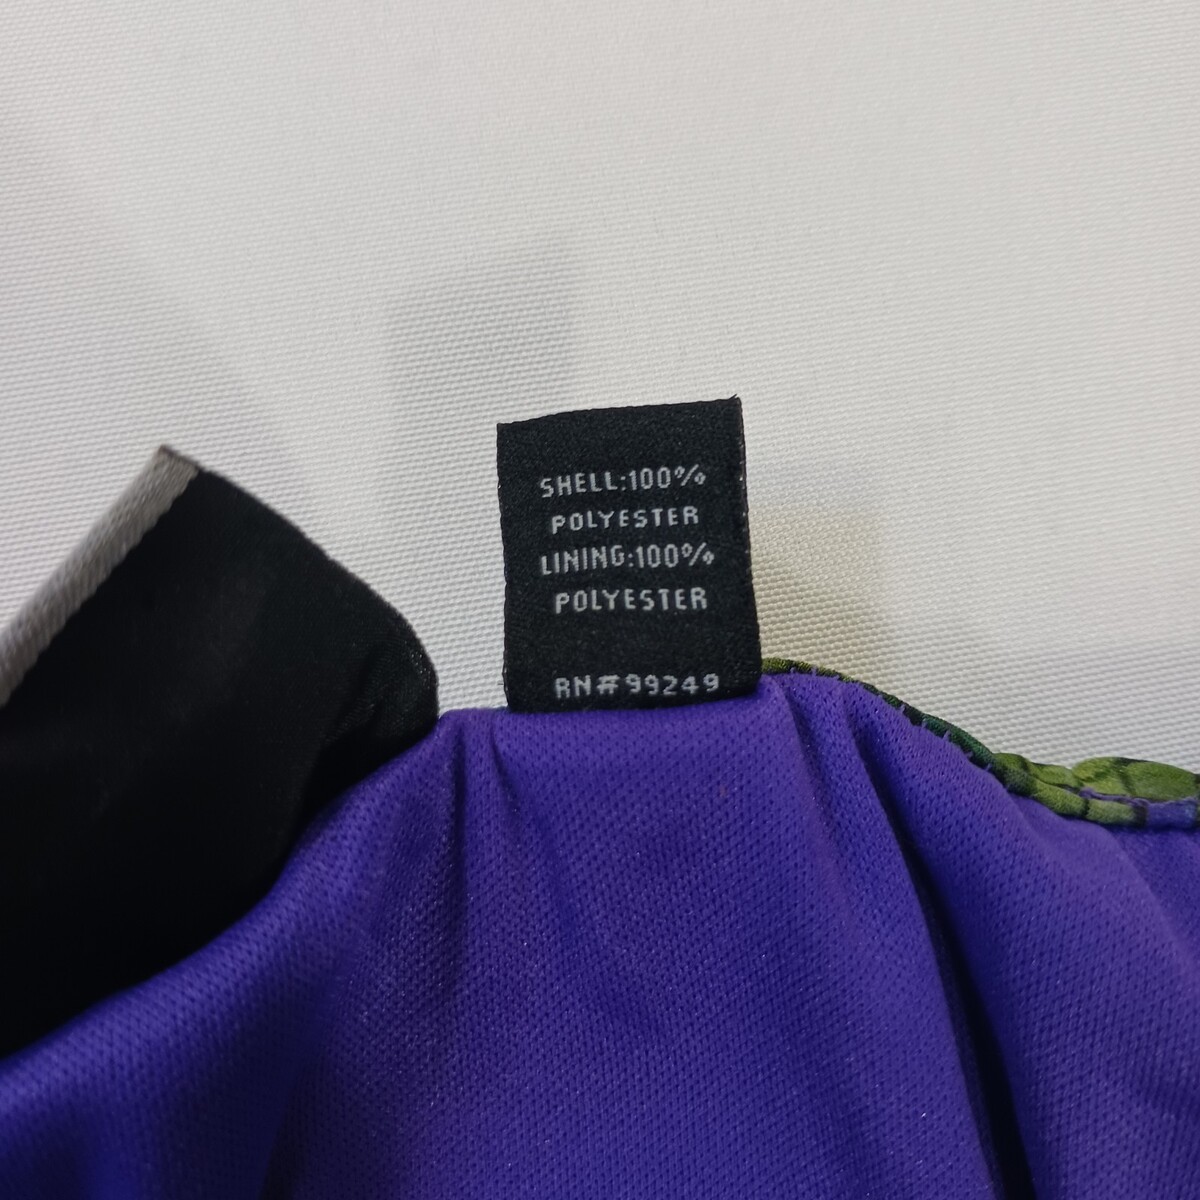 SHELL:100%
POLYESTER
LINING:100%
POLYESTER
RN#99249